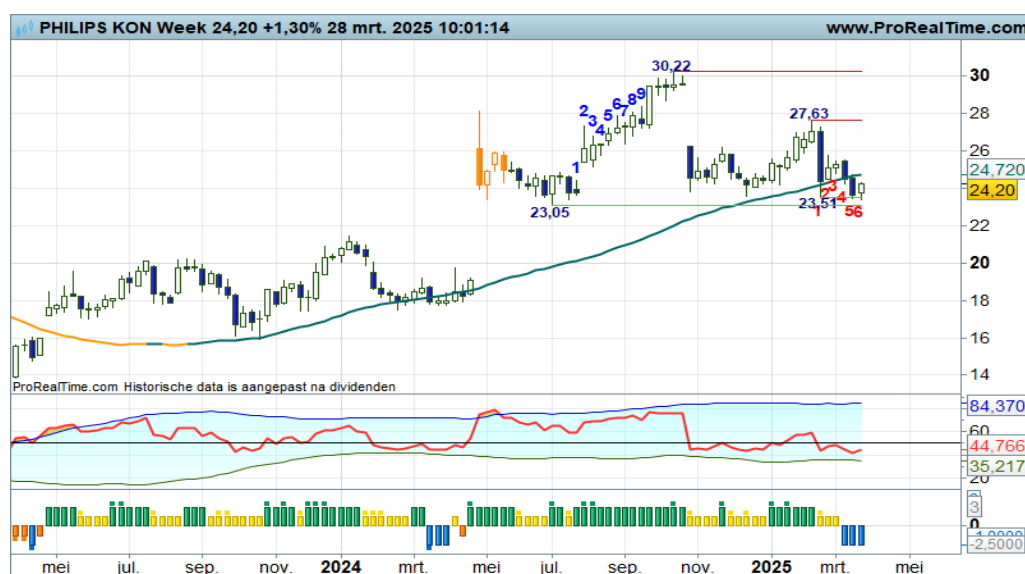 PHILIPS KON Week 24,20 +1,30% 28 mrt. 2025 10:01:14
www.ProRealTime.com
30,22
30
28
27,63
26
24,720
24,20
23,51
23,05
22
20
18
16
14
1
2
3
4
5
6
7
8
9
1
2
3
4
5
6
ProRealTime.com Historische data is aangepast na dividenden
84,370
60
44,766
35,217
20
3
0
-2,5000
mei
jul.
sep.
nov.
2024
mrt.
mei
jul.
sep.
nov.
2025
mrt.
mei